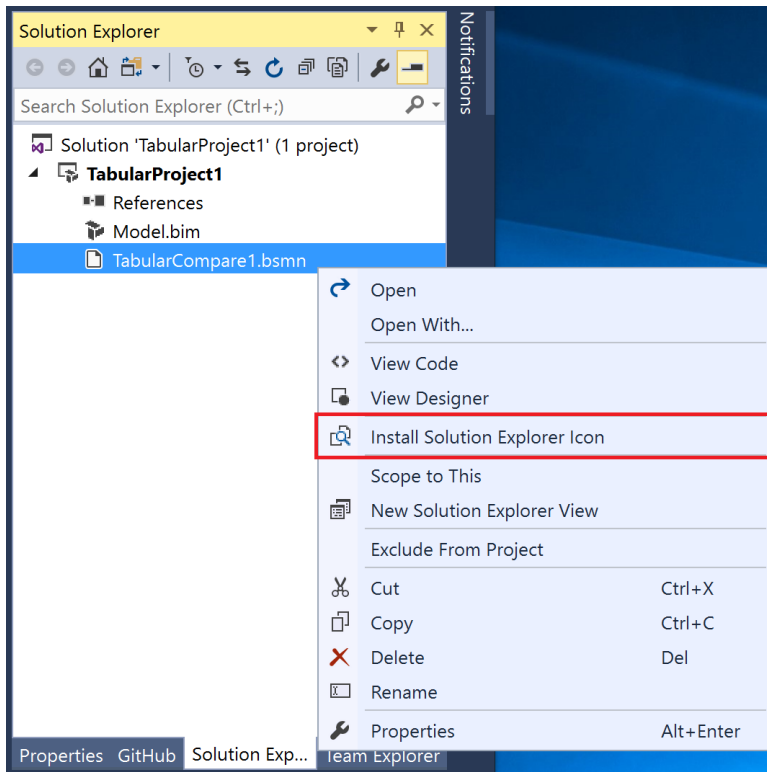 Solution Explorer
Notifications
Search Solution Explorer (Ctrl+;)
Solution 'TabularProject1' (1 project)
TabularProject1
References
Model.bim
TabularCompare1.bsmn
Open
Open With...
View Code
View Designer
Install Solution Explorer Icon
Scope to This
New Solution Explorer View
Exclude From Project
Cut Ctrl+X
Copy Ctrl+C
Delete Del
Rename
Properties Alt+Enter
Properties GitHub Solution Exp... Team Explorer